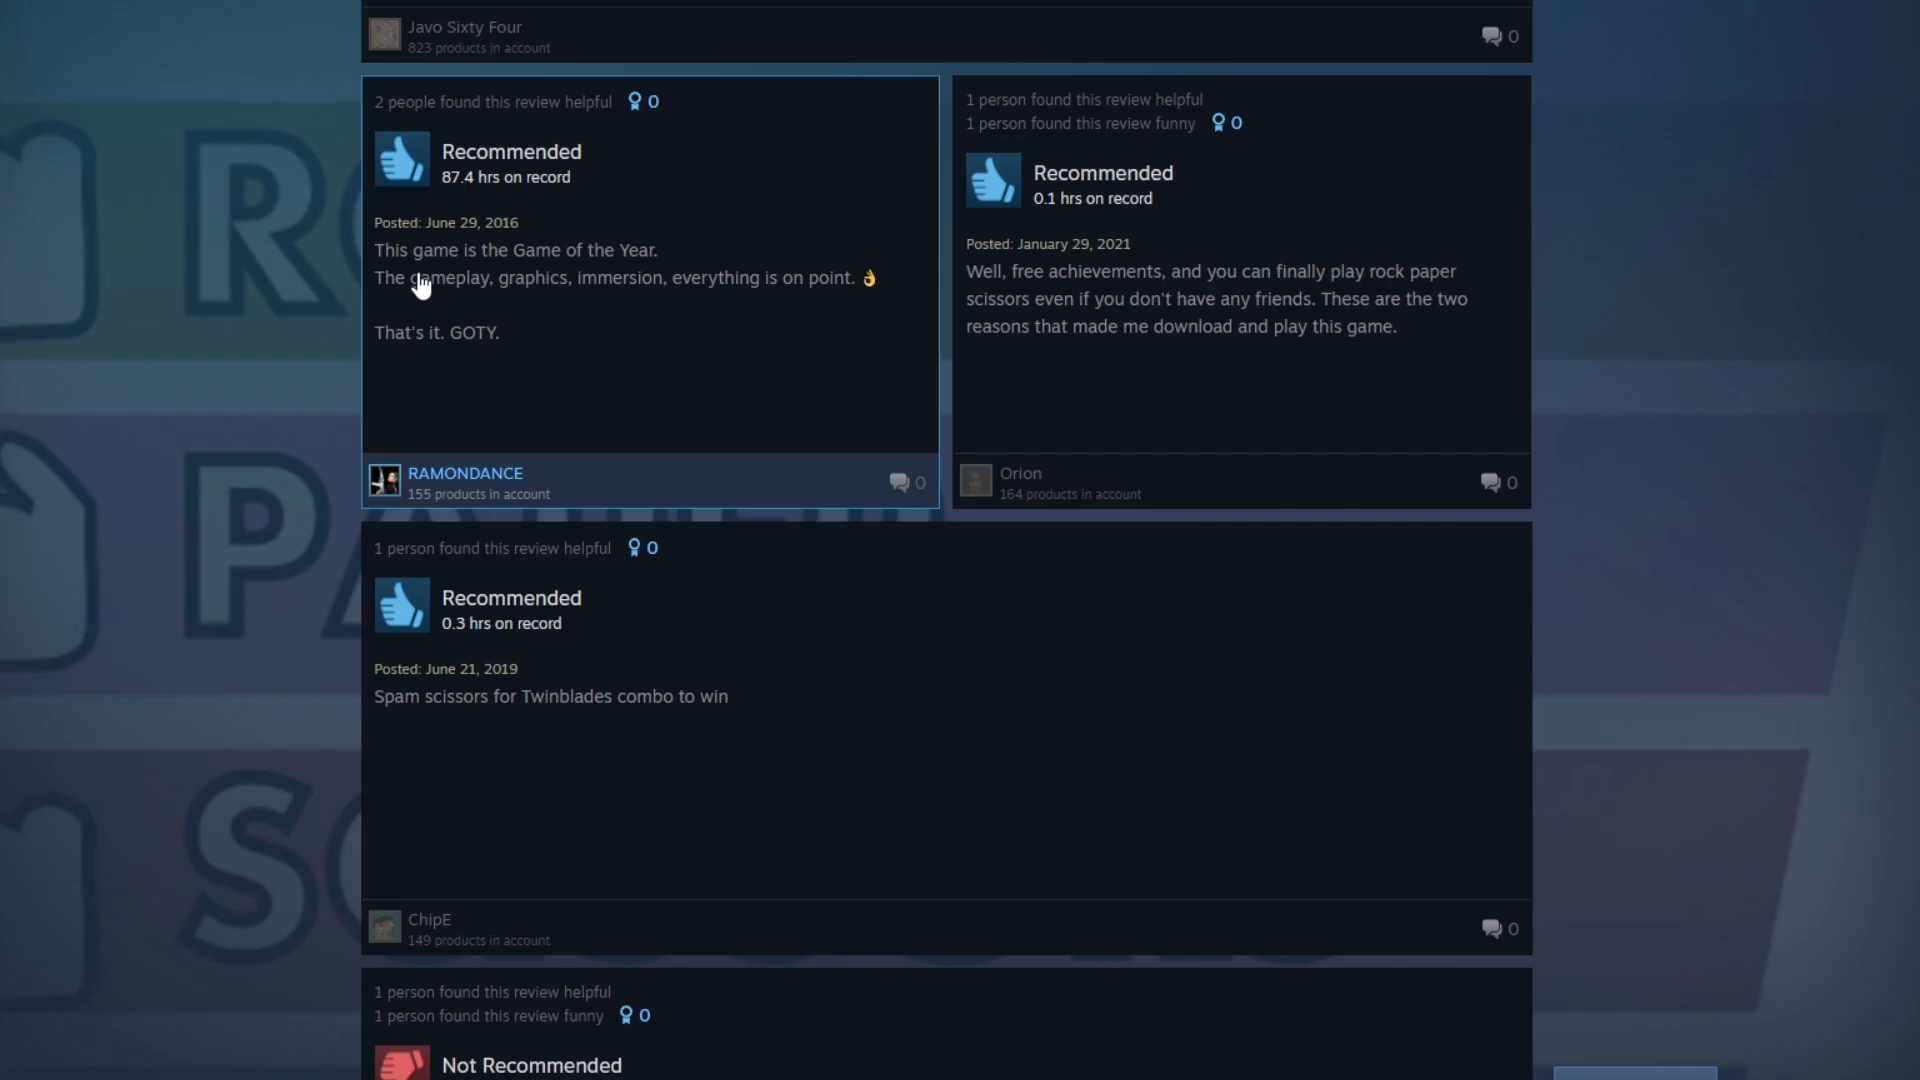 Javo Sixty Four
823 products in account
0
2 people found this review helpful 0
Recommended
87.4 hrs on record
Posted: June 29, 2016
This game is the Game of the Year.
The gameplay, graphics, immersion, everything is on point. 👌
That's it. GOTY.
RAMONDANCE
155 products in account
0
1 person found this review helpful
1 person found this review funny 0
Recommended
0.1 hrs on record
Posted: January 29, 2021
Well, free achievements, and you can finally play rock paper
scissors even if you don't have any friends. These are the two
reasons that made me download and play this game.
Orion
164 products in account
0
1 person found this review helpful 0
Recommended
0.3 hrs on record
Posted: June 21, 2019
Spam scissors for Twinblades combo to win
ChipE
149 products in account
0
1 person found this review helpful
1 person found this review funny 0
Not Recommended